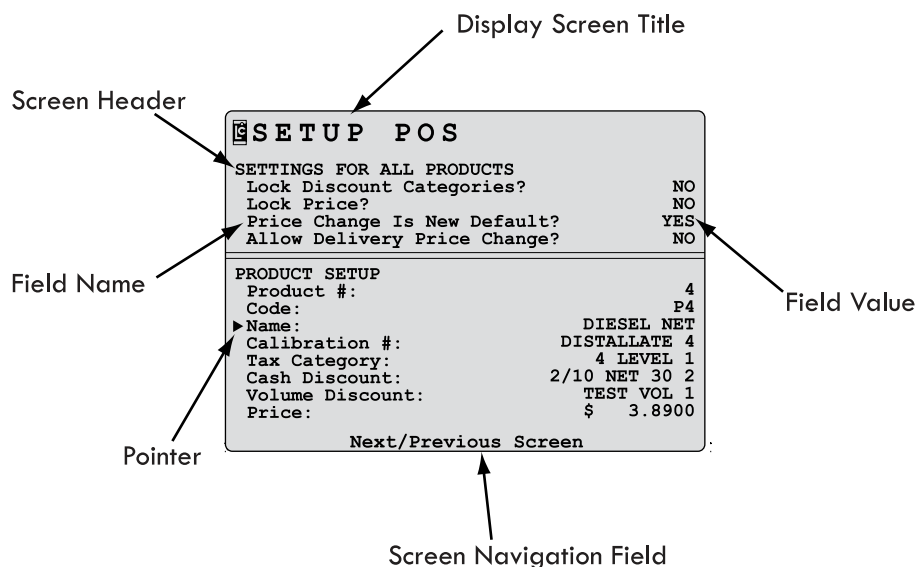 Display Screen Title
Screen Header
SETUP POS
SETTINGS FOR ALL PRODUCTS
Lock Discount Categories? NO
Lock Price? NO
Price Change Is New Default? YES
Allow Delivery Price Change? NO
Field Name
Field Value
PRODUCT SETUP
Product #: 4
Code: P4
Name: DIESEL NET
Calibration #: DISTALLATE 4
Tax Category: 4 LEVEL 1
Cash Discount: 2/10 NET 30 2
Volume Discount: TEST VOL 1
Price: $ 3.8900
Next/Previous Screen
Pointer
Screen Navigation Field